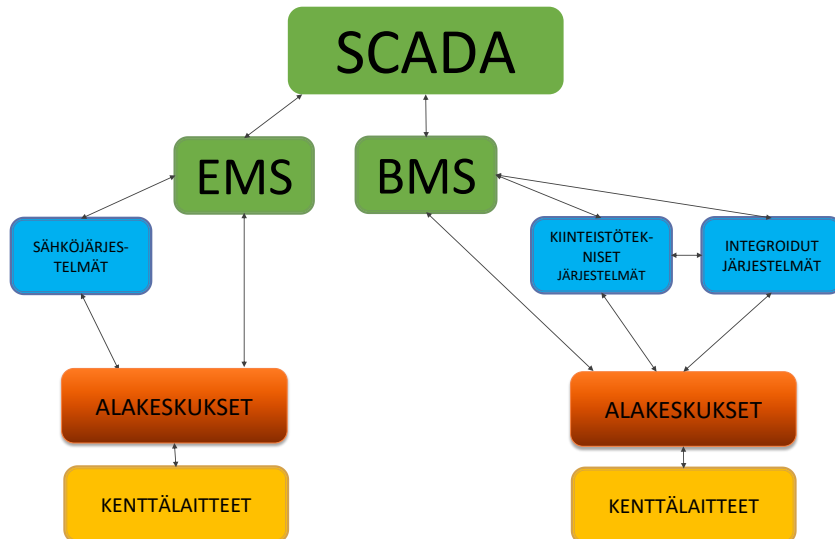 SCADA
EMS
BMS
SÄHKÖJÄRJES-
TELMÄT
KIINTEISTÖTEK-
NISET
JÄRJESTELMÄT
INTEGROIDUT
JÄRJESTELMÄT
ALAKESKUKSET
ALAKESKUKSET
KENTTÄLAITTEET
KENTTÄLAITTEET